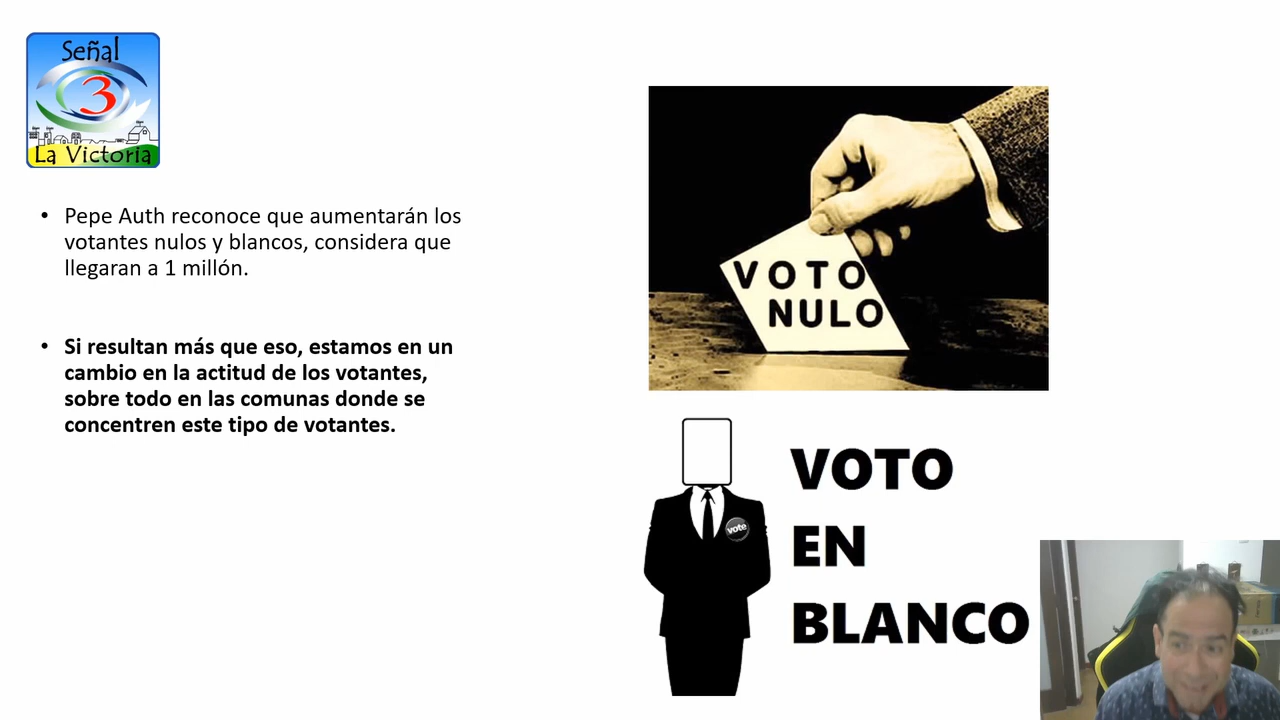 Señal
3
La Victoria
• Pepe Auth reconoce que aumentarán los
votantes nulos y blancos, considera que
llegaran a 1 millón.
• Si resultan más que eso, estamos en un
cambio en la actitud de los votantes,
sobre todo en las comunas donde se
concentren este tipo de votantes.
VOTO
NULO
vote
VOTO
EN
BLANCO